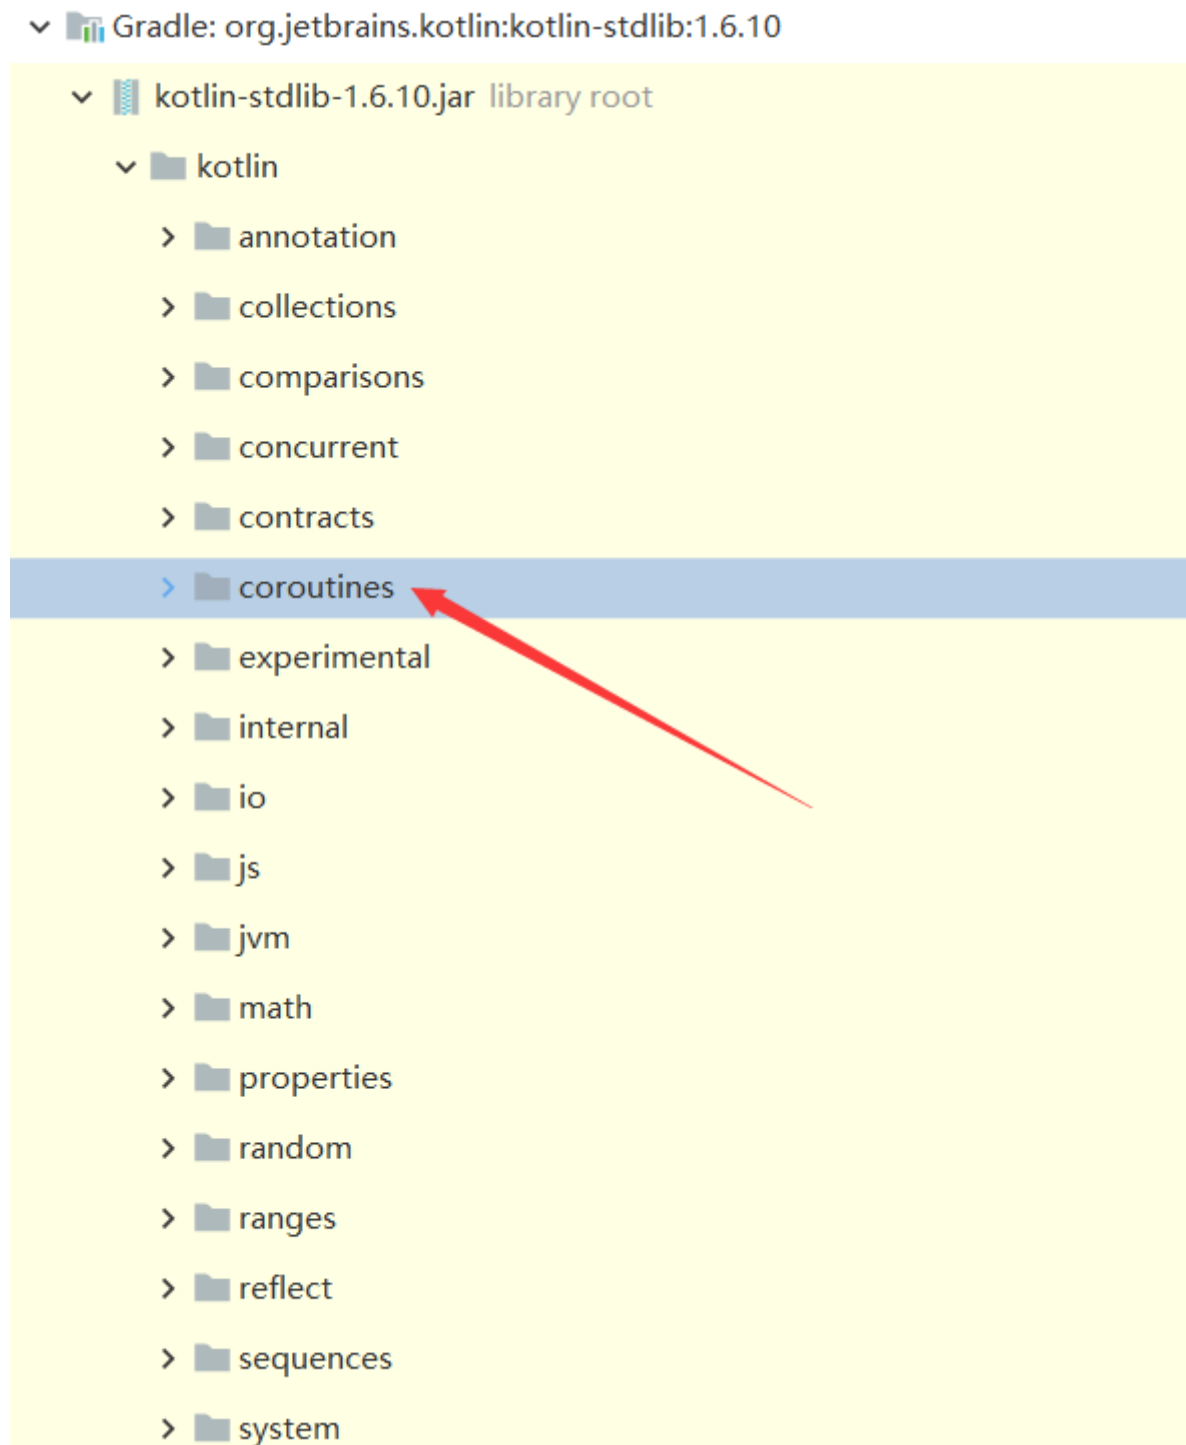 Gradle: org.jetbrains.kotlin:kotlin-stdlib:1.6.10
kotlin-stdlib-1.6.10.jar library root
kotlin
annotation
collections
comparisons
concurrent
contracts
coroutines
experimental
internal
io
js
jvm
math
properties
random
ranges
reflect
sequences
system